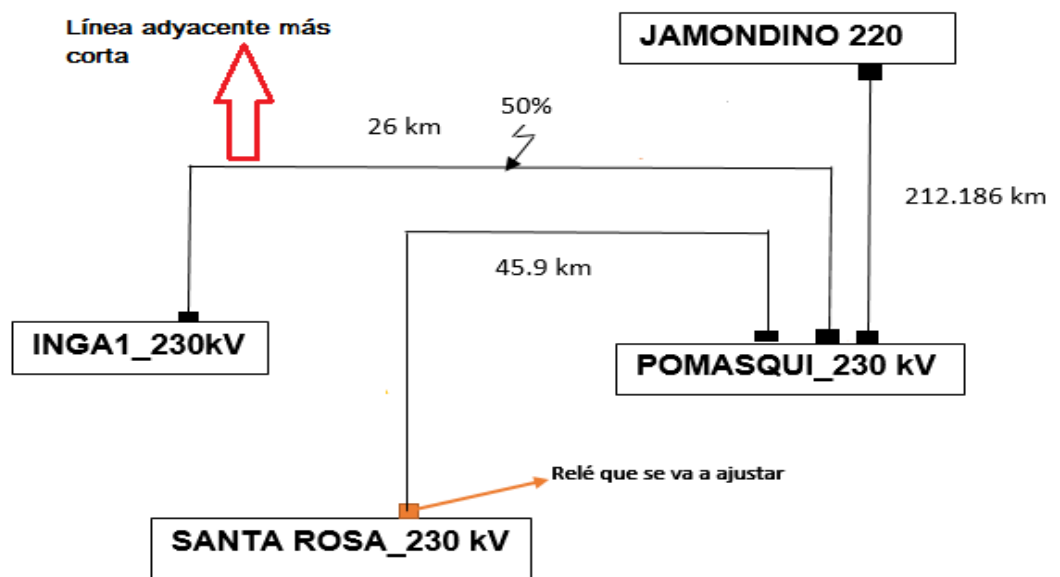 Línea adyacente más
corta
JAMONDINO 220
50%
26 km
212.186 km
45.9 km
INGA1_230kV
POMASQUI_230 kV
Relé que se va a ajustar
SANTA ROSA_230 kV